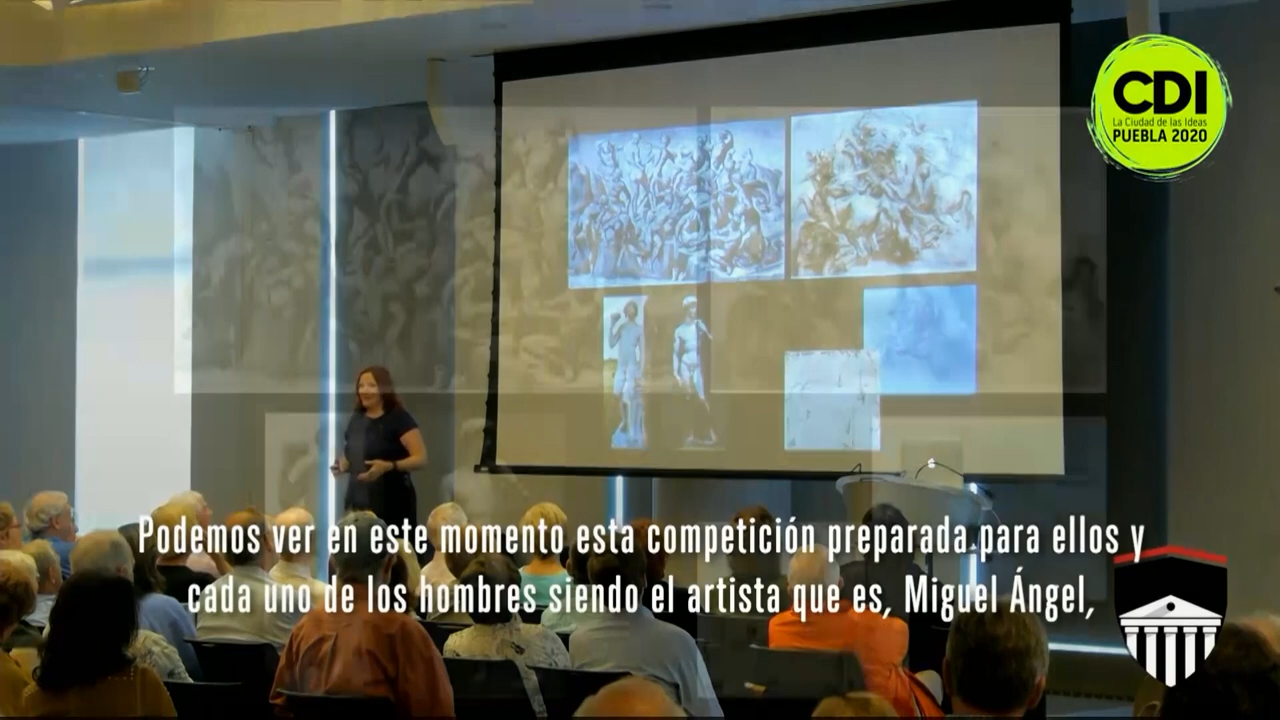 CDI
La Ciudad de las Ideas
PUEBLA 2020
Podemos ver en este momento esta competición preparada para ellos y
cada uno de los hombres siendo el artista que es, Miguel Ángel,